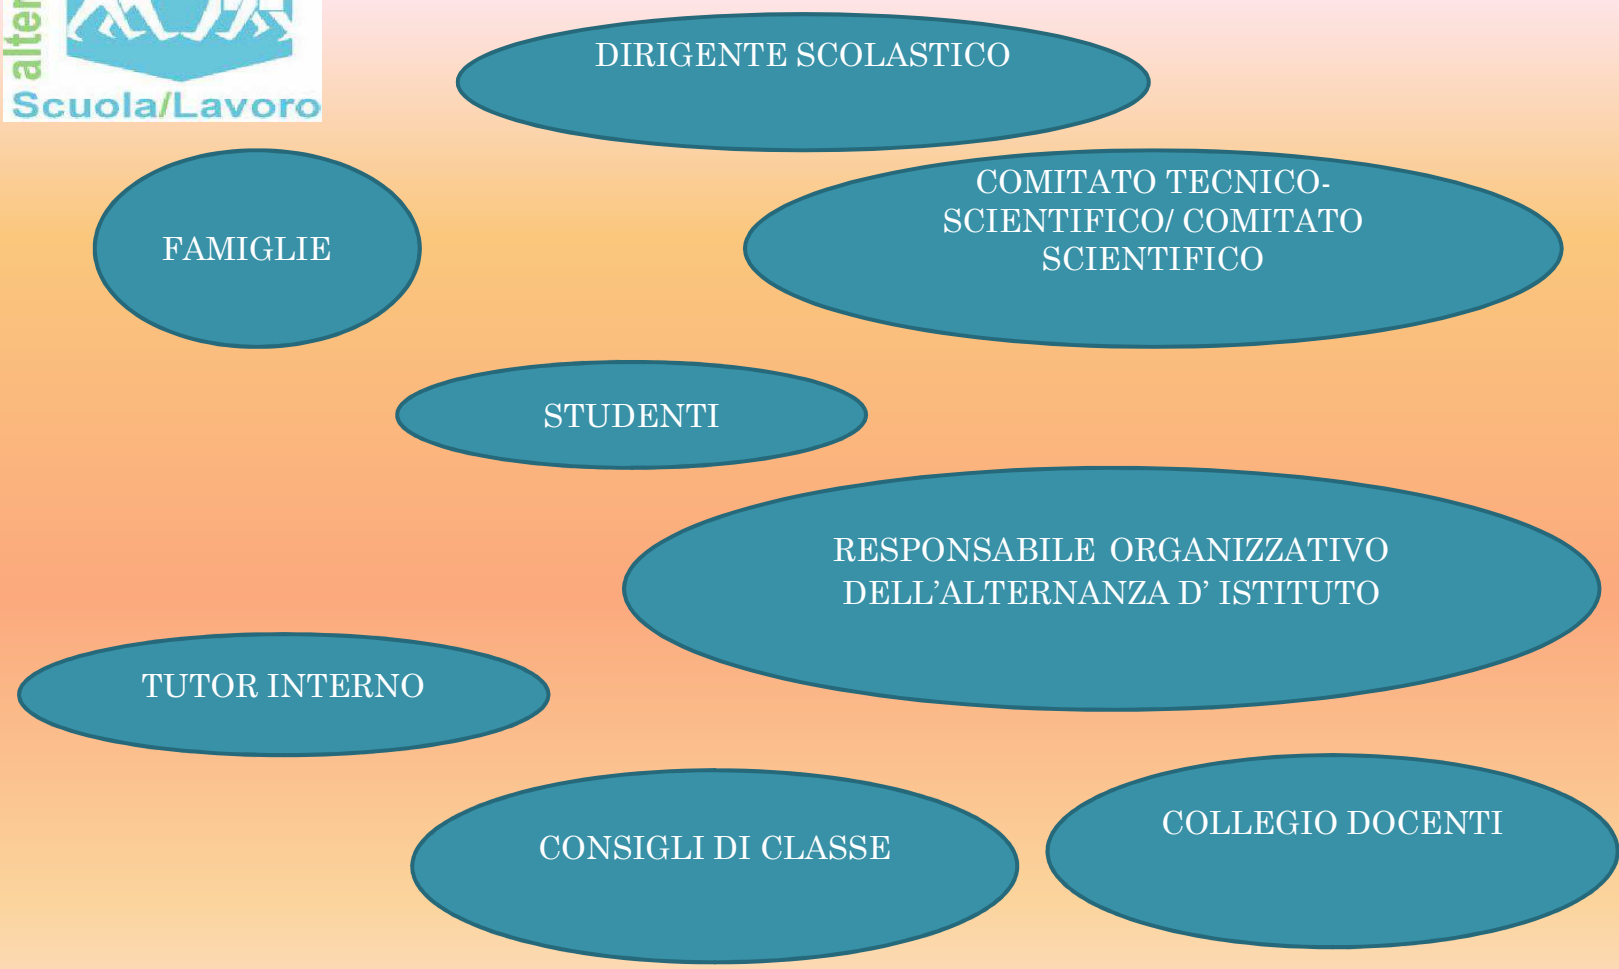 alter
Scuola/Lavoro
DIRIGENTE SCOLASTICO
COMITATO TECNICO-
SCIENTIFICO/ COMITATO
SCIENTIFICO
FAMIGLIE
STUDENTI
RESPONSABILE ORGANIZZATIVO
DELL’ALTERNANZA D’ ISTITUTO
TUTOR INTERNO
CONSIGLI DI CLASSE
COLLEGIO DOCENTI